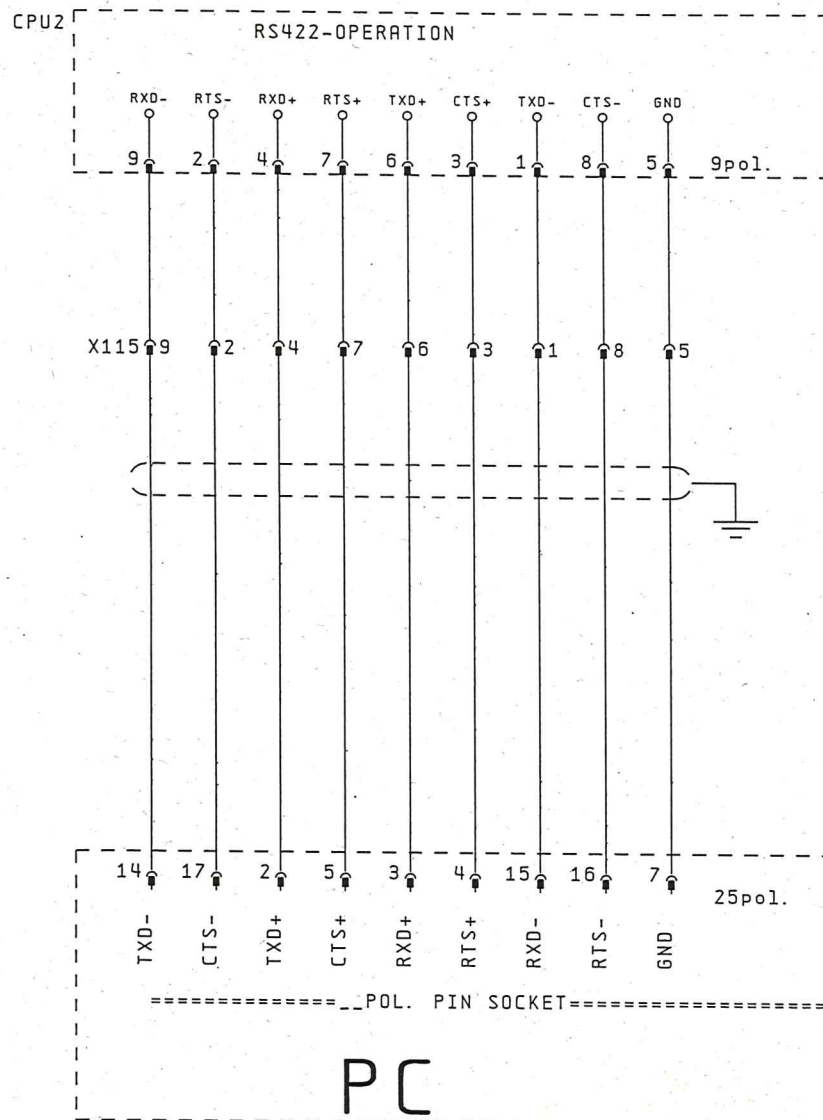 CPU2
RS422-OPERATION
RXD- RTS- RXD+ RTS+ TXD+ CTS+ TXD- CTS- GND
9 2 4 7 6 3 1 8 5 9pol.
X115 9 2 4 7 6 3 1 8 5
14 17 2 5 3 4 15 16 7
25pol.
TXD- CTS- TXD+ CTS+ RXD+ RTS+ RXD- RTS- GND
=============__POL. PIN SOCKET==================
PC